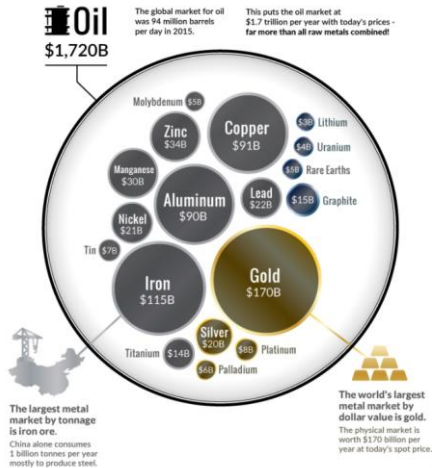 Oil
$1,720B
The global market for oil
was 94 million barrels
per day in 2015.
This puts the oil market at
$1.7 trillion per year with today's prices -
far more than all raw metals combined!
Molybdenum $5B
Zinc
$34B
Copper
$91B
$3B Lithium
$4B Uranium
$5B Rare Earths
$15B Graphite
Manganese
$30B
Aluminum
$90B
Lead
$22B
Nickel
$21B
Tin $7B
Iron
$115B
Gold
$170B
Silver
$20B
Titanium $14B
$8B Platinum
$6B Palladium
The largest metal
market by tonnage
is iron ore.
China alone consumes
1 billion tonnes per year
mostly to produce steel.
The world's largest
metal market by
dollar value is gold.
The physical market is
worth $170 billion per
year at today's spot price.